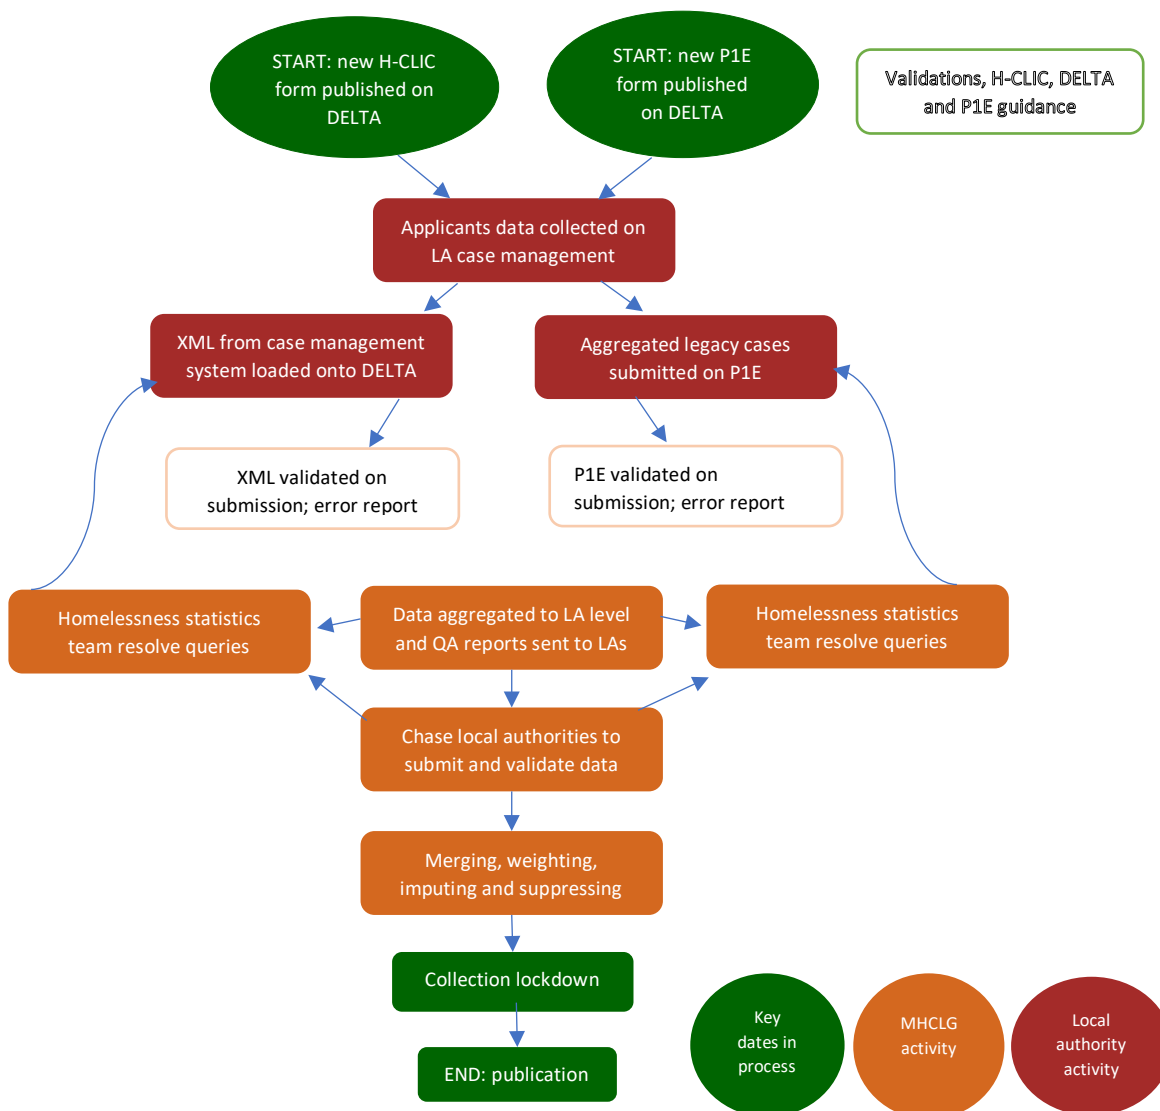 START: new H-CLIC
form published on
DELTA
START: new P1E
form published
on DELTA
Validations, H-CLIC, DELTA
and P1E guidance
Applicants data collected on
LA case management
XML from case management
system loaded onto DELTA
Aggregated legacy cases
submitted on P1E
XML validated on
submission; error report
P1E validated on
submission; error report
Homelessness statistics
team resolve queries
Data aggregated to LA level
and QA reports sent to LAs
Homelessness statistics
team resolve queries
Chase local authorities to
submit and validate data
Merging, weighting,
imputing and suppressing
Collection lockdown
END: publication
Key
dates in
process
MHCLG
activity
Local
authority
activity